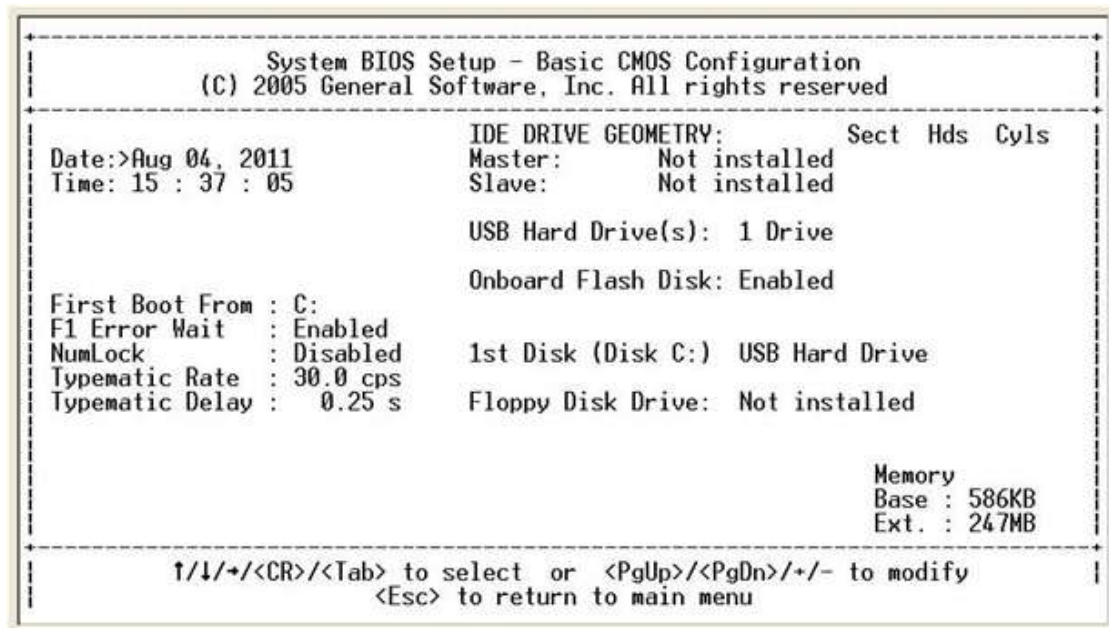 System BIOS Setup - Basic CMOS Configuration
(C) 2005 General Software, Inc. All rights reserved
IDE DRIVE GEOMETRY: Sect Hds Cyls
Date:>Aug 04, 2011 Master: Not installed
Time: 15 : 37 : 05 Slave: Not installed
USB Hard Drive(s): 1 Drive
Onboard Flash Disk: Enabled
First Boot From : C:
F1 Error Wait : Enabled
NumLock : Disabled 1st Disk (Disk C:) USB Hard Drive
Typematic Rate : 30.0 cps
Typematic Delay : 0.25 s Floppy Disk Drive: Not installed
Memory
Base : 586KB
Ext. : 247MB
↑/↓/→/<CR>/<Tab> to select or <PgUp>/<PgDn>/+/- to modify
<Esc> to return to main menu